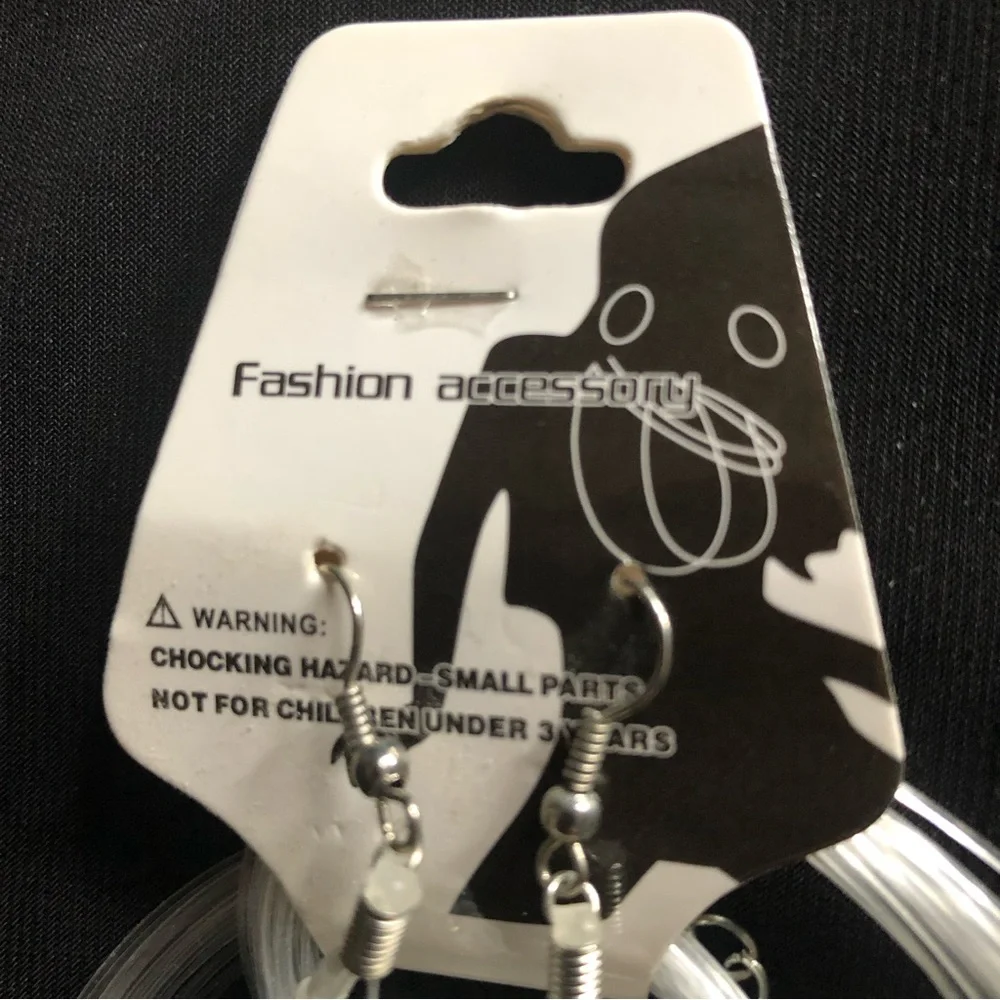 Fashion accessory
WARNING:
CHOCKING HAZARD-SMALL PARTS
NOT FOR CHILDREN UNDER 3 YEARS